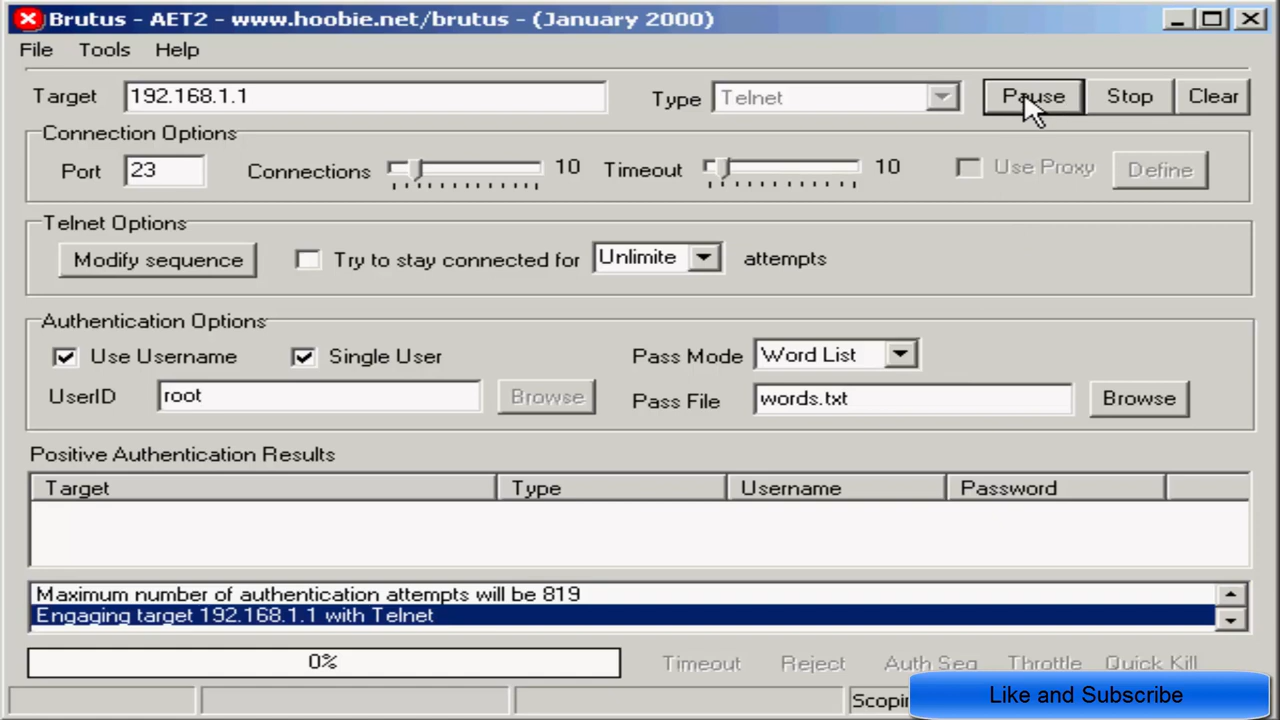 Brutus - AET2 - www.hoobie.net/brutus - (January 2000)
File Tools Help
Target 192.168.1.1 Type Telnet Pause Stop Clear
Connection Options
Port 23 Connections 10 Timeout 10 Use Proxy Define
Telnet Options
Modify sequence Try to stay connected for Unlimite attempts
Authentication Options
Use Username Single User Pass Mode Word List
UserID root Browse Pass File words.txt Browse
Positive Authentication Results
Target Type Username Password
Maximum number of authentication attempts will be 819
Engaging target 192.168.1.1 with Telnet
0% Timeout Reject Auth Seq Throttle Quick Kill
Like and Subscribe